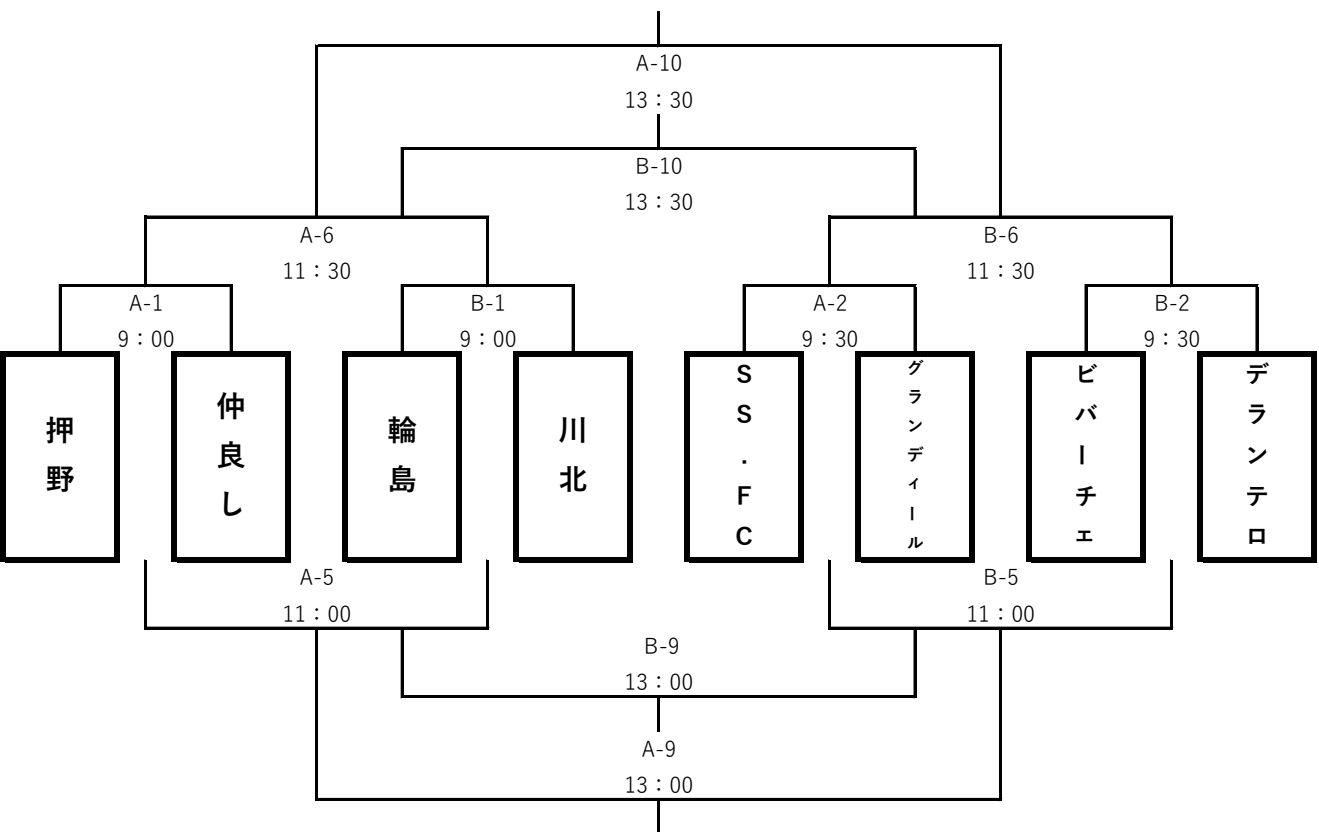 A-10
13：30
B-10
13：30
A-6
11：30
B-6
11：30
A-1
9：00
B-1
9：00
A-2
9：30
B-2
9：30
押野
仲良し
輪島
川北
SS.FC
グランディール
ビバーチェ
デランテロ
A-5
11：00
B-5
11：00
B-9
13：00
A-9
13：00